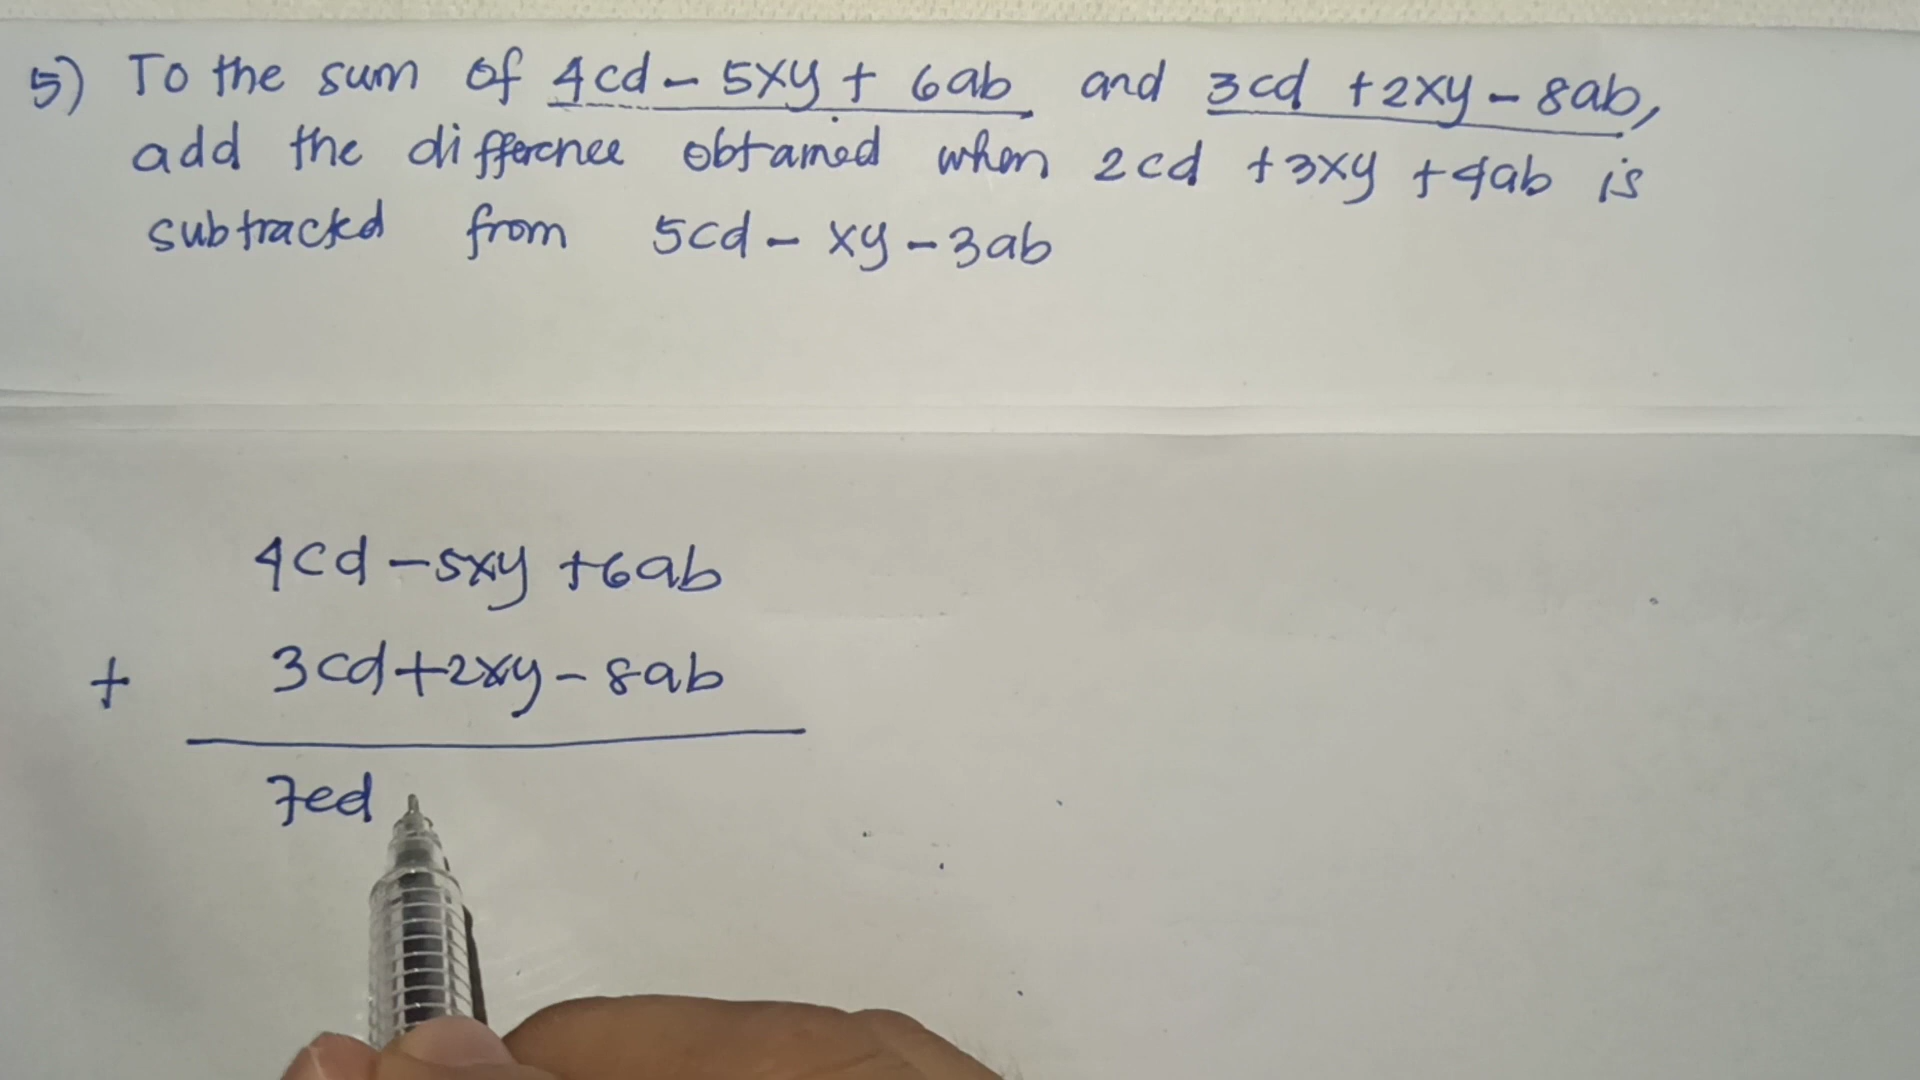 5) To the sum of 4cd - 5xy + 6ab and 3cd + 2xy - 8ab,
add the difference obtained when 2cd + 3xy + 4ab is
subtracted from 5cd - xy - 3ab
4cd - 5xy + 6ab
+ 3cd + 2xy - 8ab
7cd